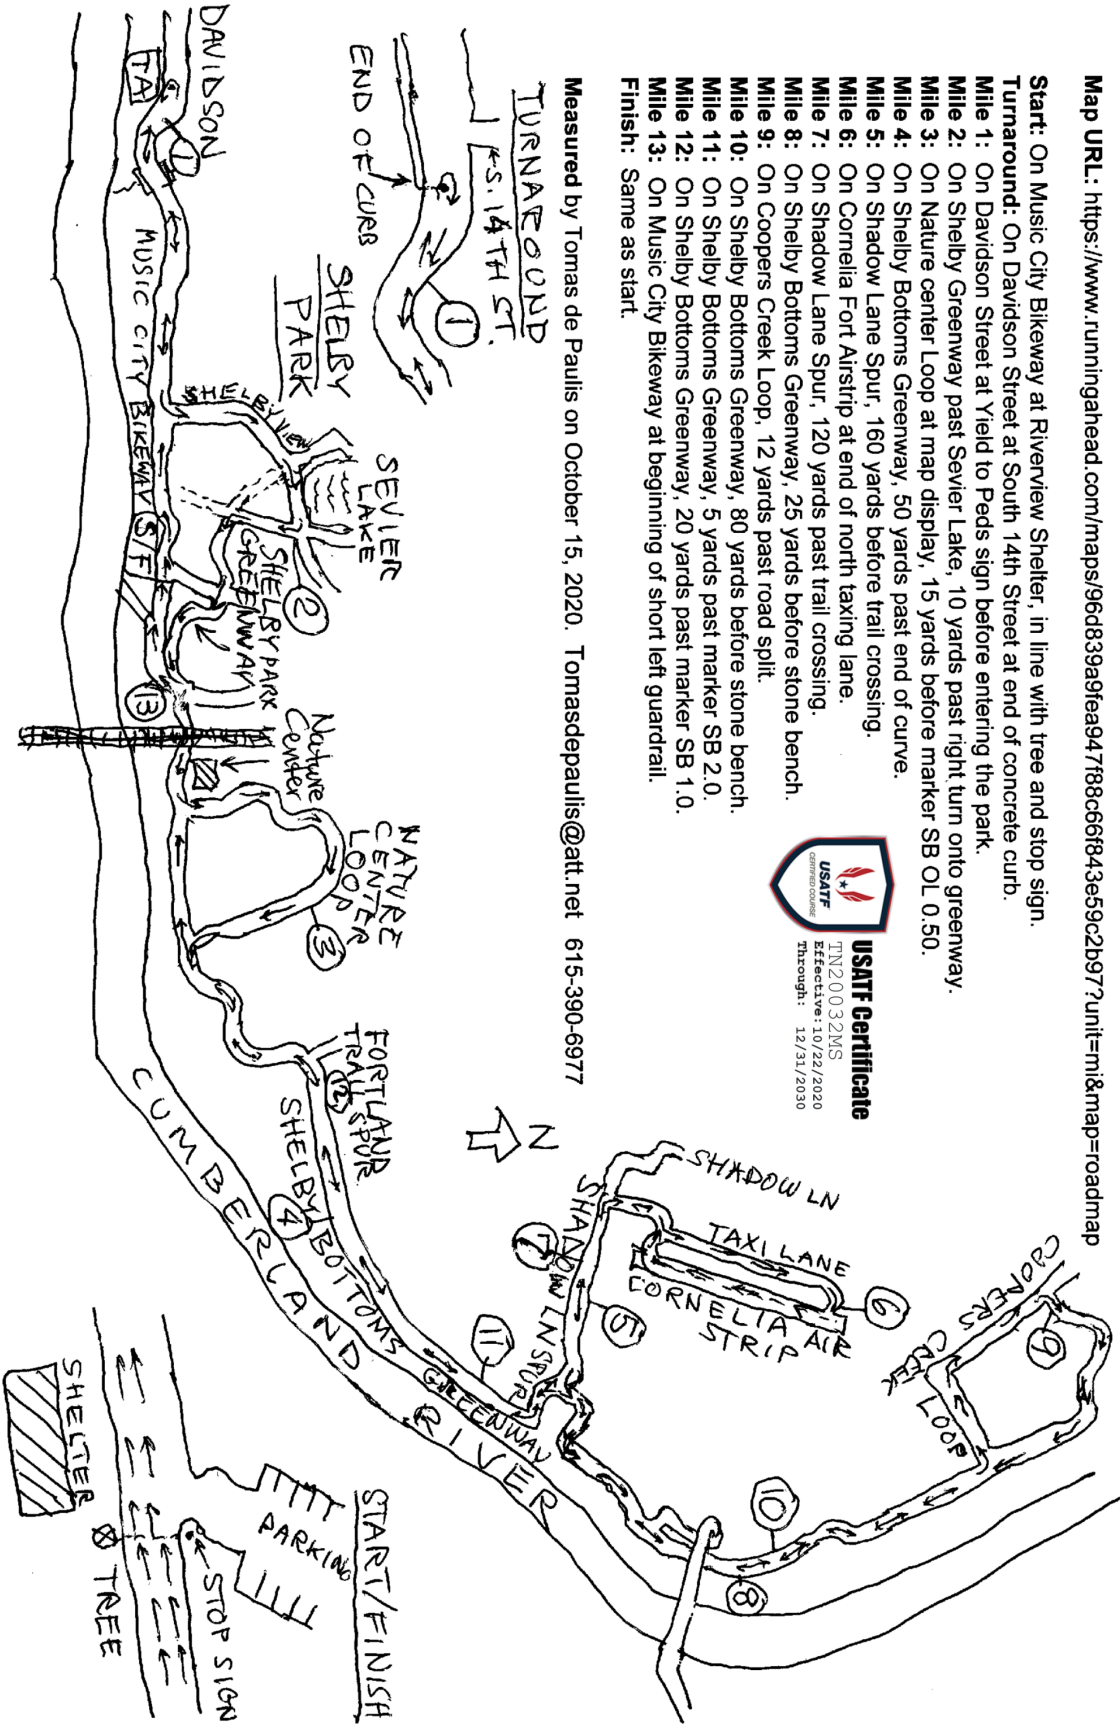 Map URL: https://www.runningahead.com/maps/96d839a9fea947f88c66f843e59c2b97?unit=mi&map=roadmap
Start: On Music City Bikeway at Riverview Shelter, in line with tree and stop sign.
Turnaround: On Davidson Street at South 14th Street at end of concrete curb.
Mile 1: On Davidson Street at Yield to Peds sign before entering the park.
Mile 2: On Shelby Greenway past Sevier Lake, 10 yards past right turn onto greenway.
Mile 3: On Nature center Loop at map display, 15 yards before marker SB OL 0.50.
Mile 4: On Shelby Bottoms Greenway, 50 yards past end of curve.
Mile 5: On Shadow Lane Spur, 160 yards before trail crossing.
Mile 6: On Cornelia Fort Airstrip at end of north taxing lane.
Mile 7: On Shadow Lane Spur, 120 yards past trail crossing.
Mile 8: On Shelby Bottoms Greenway, 25 yards before stone bench.
Mile 9: On Coopers Creek Loop, 12 yards past road split.
Mile 10: On Shelby Bottoms Greenway, 80 yards before stone bench.
Mile 11: On Shelby Bottoms Greenway, 5 yards past marker SB 2.0.
Mile 12: On Shelby Bottoms Greenway, 20 yards past marker SB 1.0.
Mile 13: On Music City Bikeway at beginning of short left guardrail.
Finish: Same as start.
USATF Certificate
TN20032MS
Effective: 10/22/2020
Through: 12/31/2030
USATF
CERTIFIED COURSE
Measured by Tomas de Paulis on October 15, 2020. Tomasdepaulis@att.net 615-390-6977
TURNAROUND
S. 14TH ST.
1
END OF CURB
DAVIDSON
TA
1
MUSIC CITY BIKEWAY
S/F
SHELBY
PARK
SHELBY VIEW
SEVIER
LAKE
2
SHELBY PARK
GREENWAY
13
Nature
Center
NATURE
CENTER
LOOP
3
FORTLAND
TRAIL SPUR
12
SHELBY BOTTOMS GREENWAY
4
CUMBERLAND RIVER
N
SHADOW LN
SHADOW LN SPUR
TAXI LANE
CORNELIA AIR
STRIP
5
6
7
11
COOPERS
CREEK
LOOP
9
10
8
START/FINISH
PARKING
STOP SIGN
TREE
SHELTER